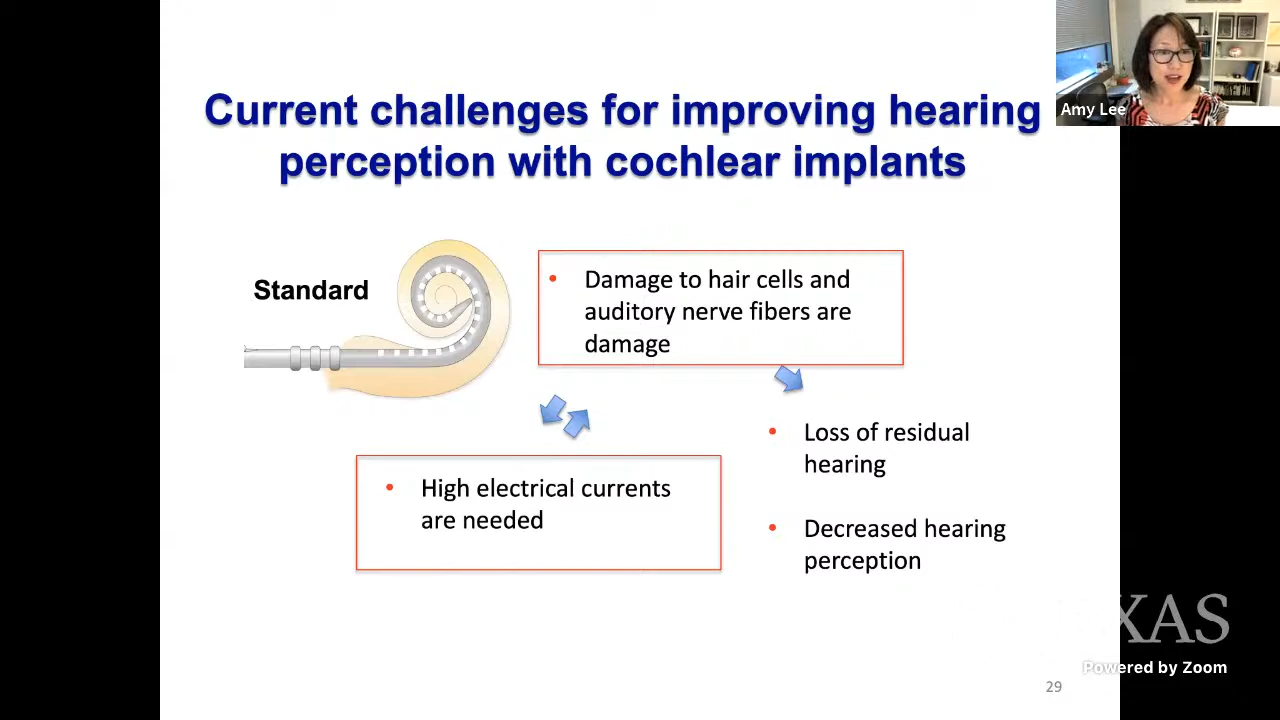 Current challenges for improving hearing
perception with cochlear implants
Amy Lee
Standard
• Damage to hair cells and
auditory nerve fibers are
damage
• High electrical currents
are needed
• Loss of residual
hearing
• Decreased hearing
perception
XAS
Powered by Zoom
29